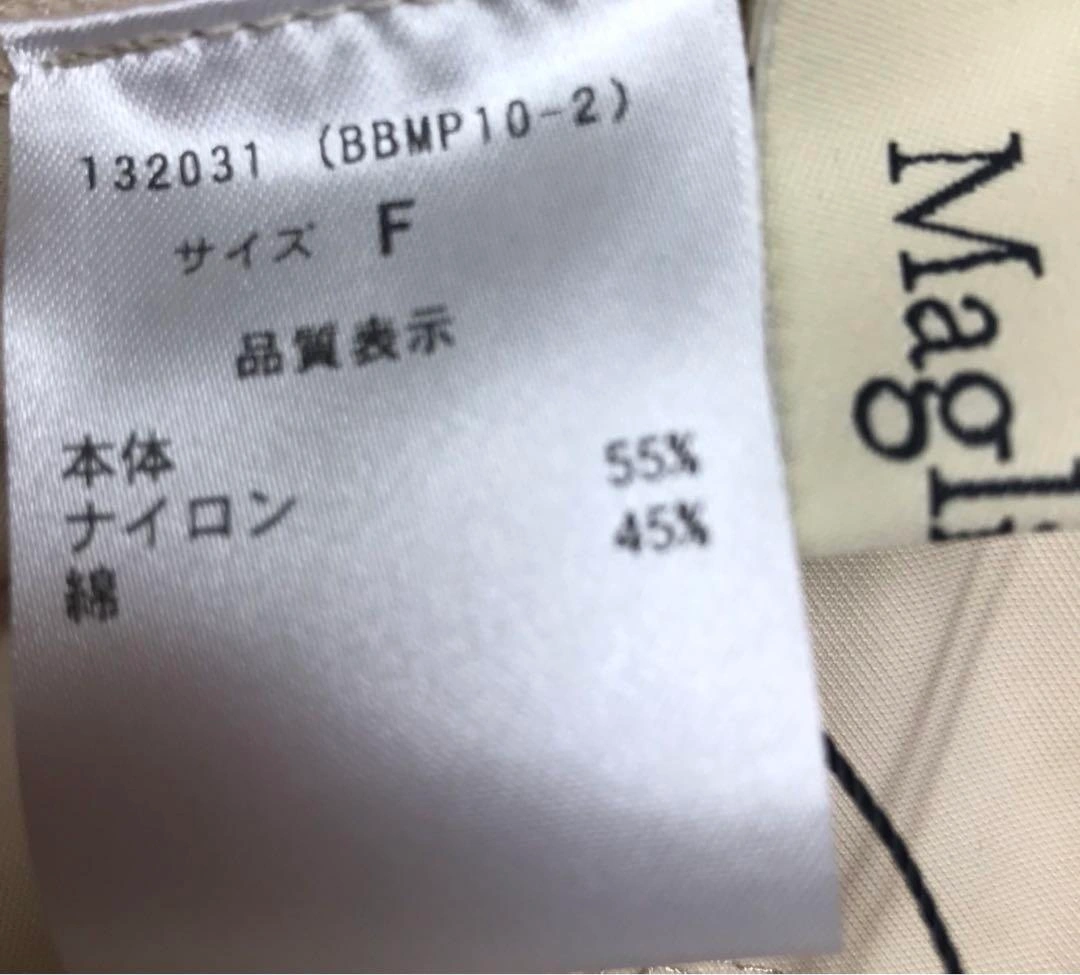 132031 (BBMP10-2)
サイズ F
品質表示
本体
ナイロン 55%
綿 45%
Magl